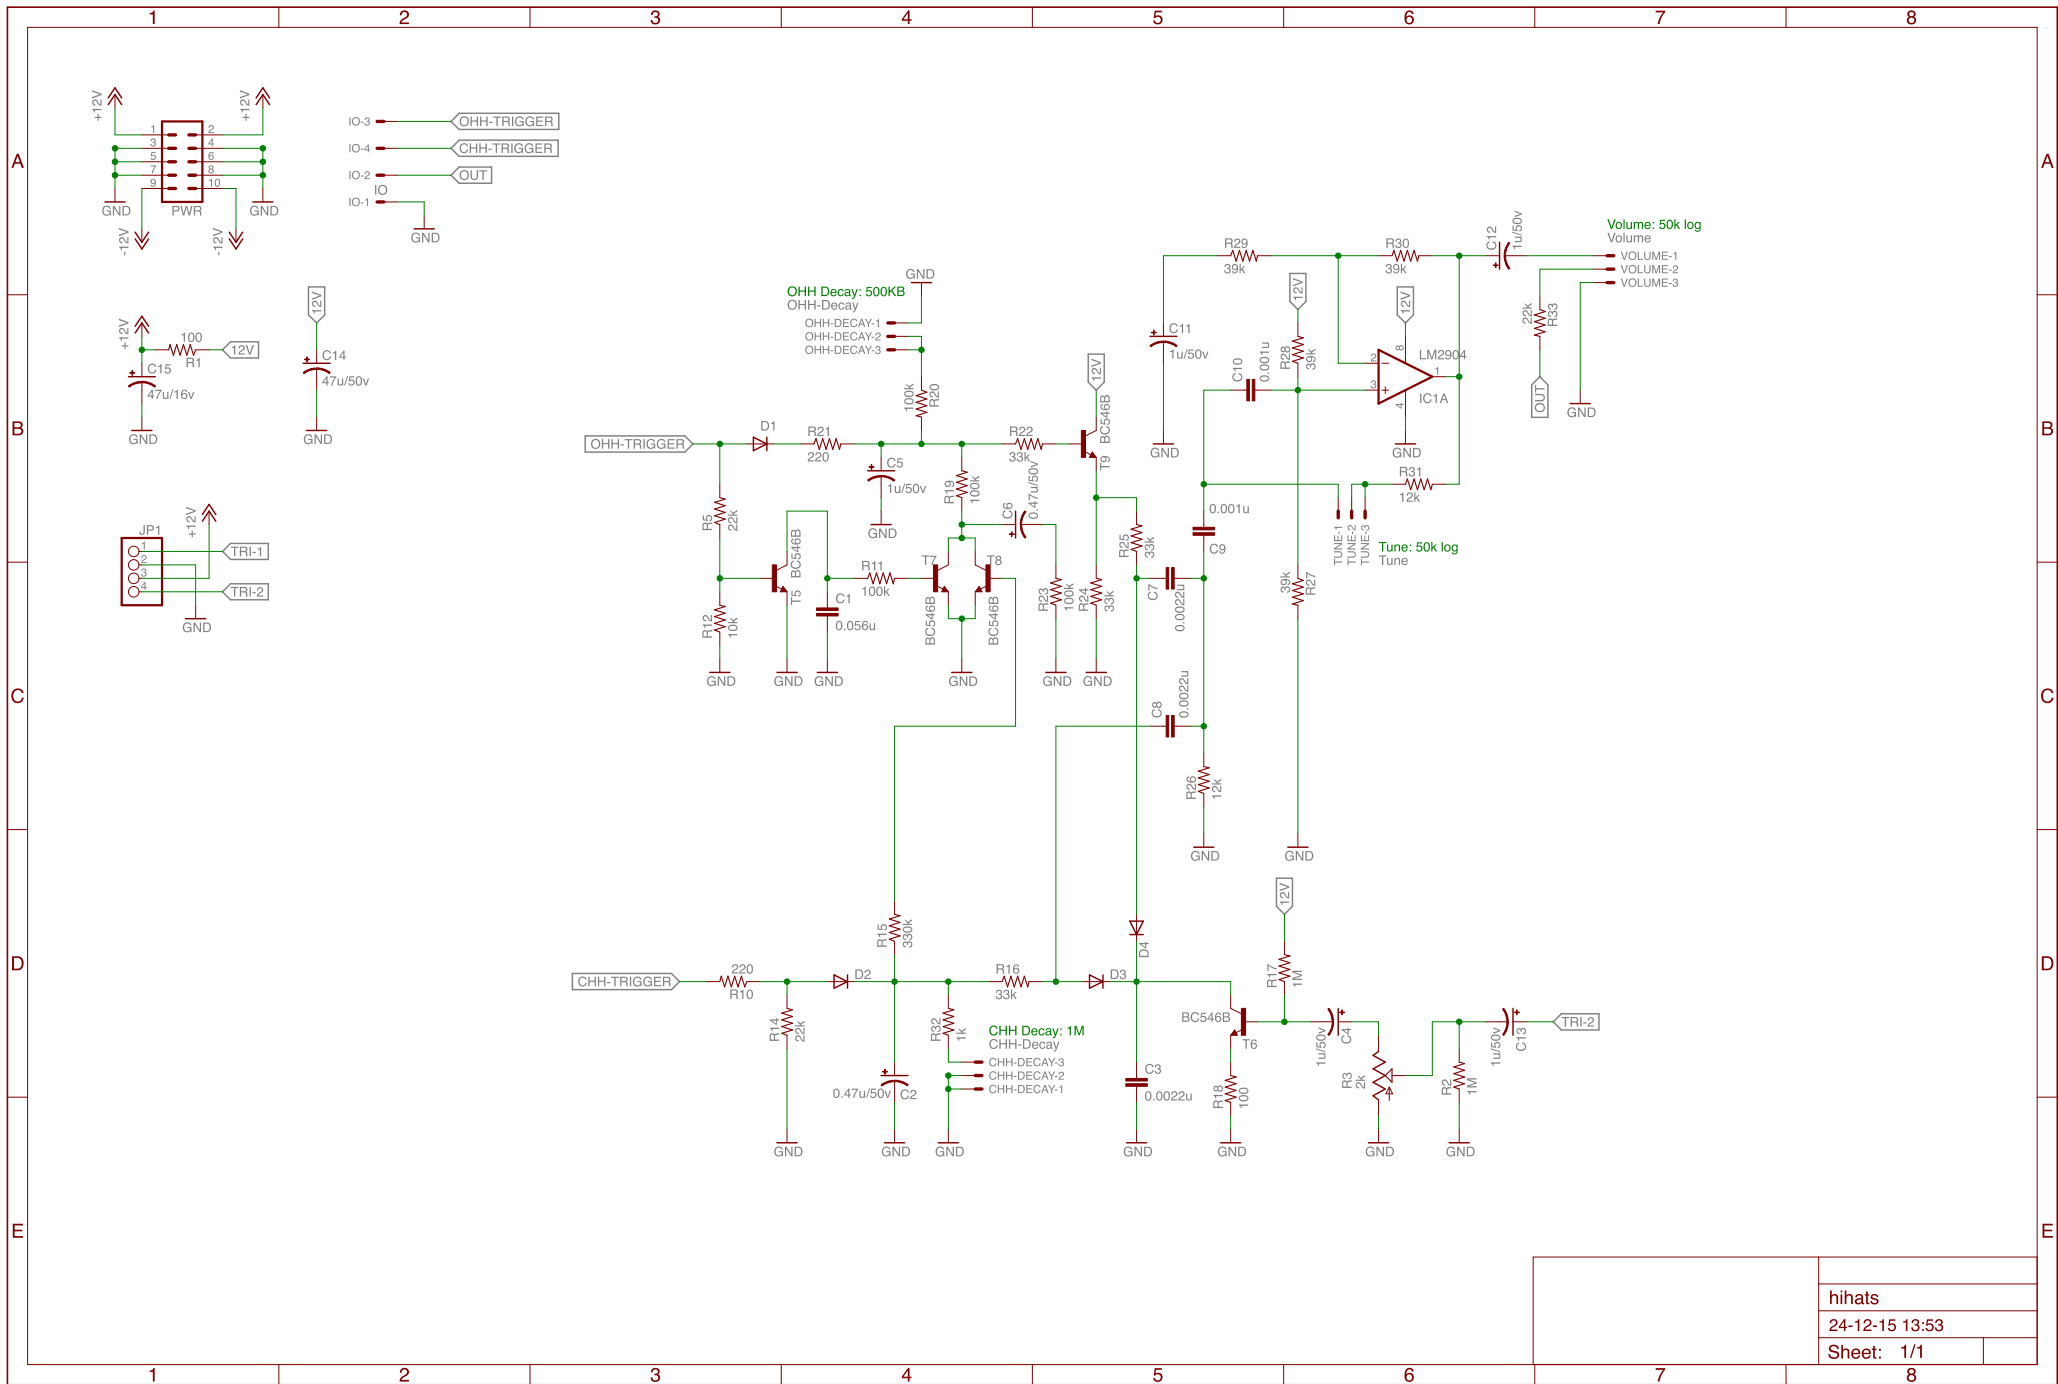 1 2 3 4 5 6 7 8
A
B
C
D
E
A
B
C
D
E
1 2 3 4 5 6 7 8
+12V
+12V
1 2
3 4
5 6
7 8
9 10
GND
PWR
GND
-12V
-12V
IO-3 OHH-TRIGGER
IO-4 CHH-TRIGGER
IO-2 OUT
IO
IO-1
GND
+12V
100
R1
12V
C15
47u/16v
GND
12V
C14
47u/50v
GND
JP1
+12V
1 TRI-1
2
3
4 TRI-2
GND
GND
OHH Decay: 500KB
OHH-Decay
OHH-DECAY-1
OHH-DECAY-2
OHH-DECAY-3
100k
R20
OHH-TRIGGER
D1
R21
220
C5
1u/50v
GND
R22
33k
12V
BC546B
T9
R19
100k
C6
0.47u/50v
R5
22k
BC546B
T5
R11
100k
T7
T8
BC546B
BC546B
C1
0.056u
R12
10k
R23
100k
R24
33k
R25
33k
C7
0.0022u
GND
GND
GND
GND
GND
GND
C8
0.0022u
R26
12k
GND
0.001u
C9
R29
39k
R30
39k
C11
1u/50v
GND
C10
0.001u
12V
R28
39k
12V
LM2904
IC1A
2
3
8
4
1
GND
R31
12k
TUNE-1
TUNE-2
TUNE-3
Tune: 50k log
Tune
39k
R27
GND
C12
1u/50v
Volume: 50k log
Volume
VOLUME-1
VOLUME-2
VOLUME-3
22k
R33
OUT
GND
R15
330k
CHH-TRIGGER
220
R10
D2
R14
22k
R16
33k
D3
D4
R32
1k
CHH Decay: 1M
CHH-Decay
CHH-DECAY-3
CHH-DECAY-2
CHH-DECAY-1
0.47u/50v
C2
C3
0.0022u
BC546B
T6
R18
100
12V
R17
1M
1u/50v
C4
R3
2k
R2
1M
1u/50v
C13
TRI-2
GND
GND
GND
GND
GND
GND
GND
hihats
24-12-15 13:53
Sheet: 1/1